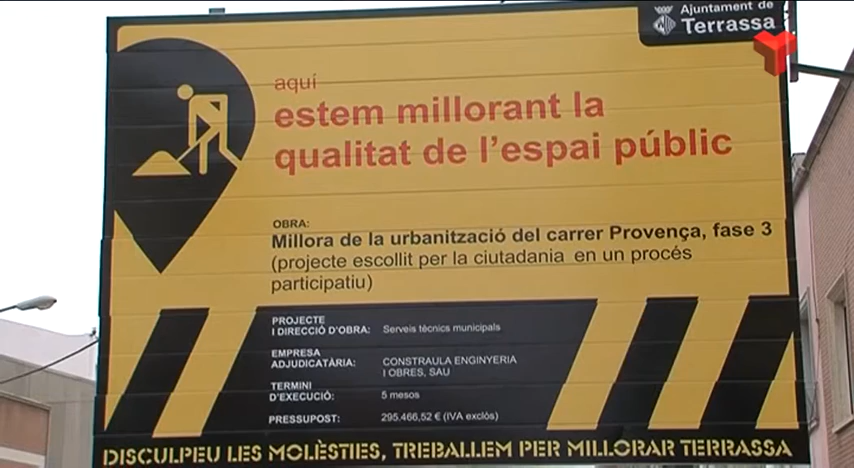 Ajuntament de
Terrassa
aquí
estem millorant la
qualitat de l'espai públic
OBRA:
Millora de la urbanització del carrer Provença, fase 3
(projecte escollit per la ciutadania en un procés
participatiu)
PROJECTE
I DIRECCIÓ D'OBRA: Serveis tècnics municipals
EMPRESA
ADJUDICATÀRIA: CONSTRAULA ENGINYERIA
I OBRES, SAU
TERMINI
D'EXECUCIÓ: 5 mesos
PRESSUPOST: 295.466,52 € (IVA exclòs)
DISCULPEU LES MOLÈSTIES, TREBALLEM PER MILLORAR TERRASSA